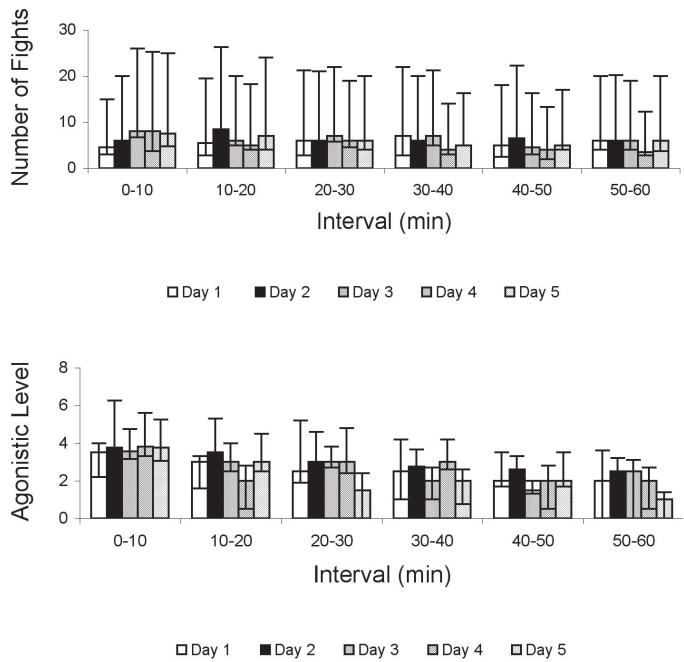 Number of Fights
30
20
10
0
0-10 10-20 20-30 30-40 40-50 50-60
Interval (min)
Day 1 Day 2 Day 3 Day 4 Day 5
Agonistic Level
8
6
4
2
0
0-10 10-20 20-30 30-40 40-50 50-60
Interval (min)
Day 1 Day 2 Day 3 Day 4 Day 5